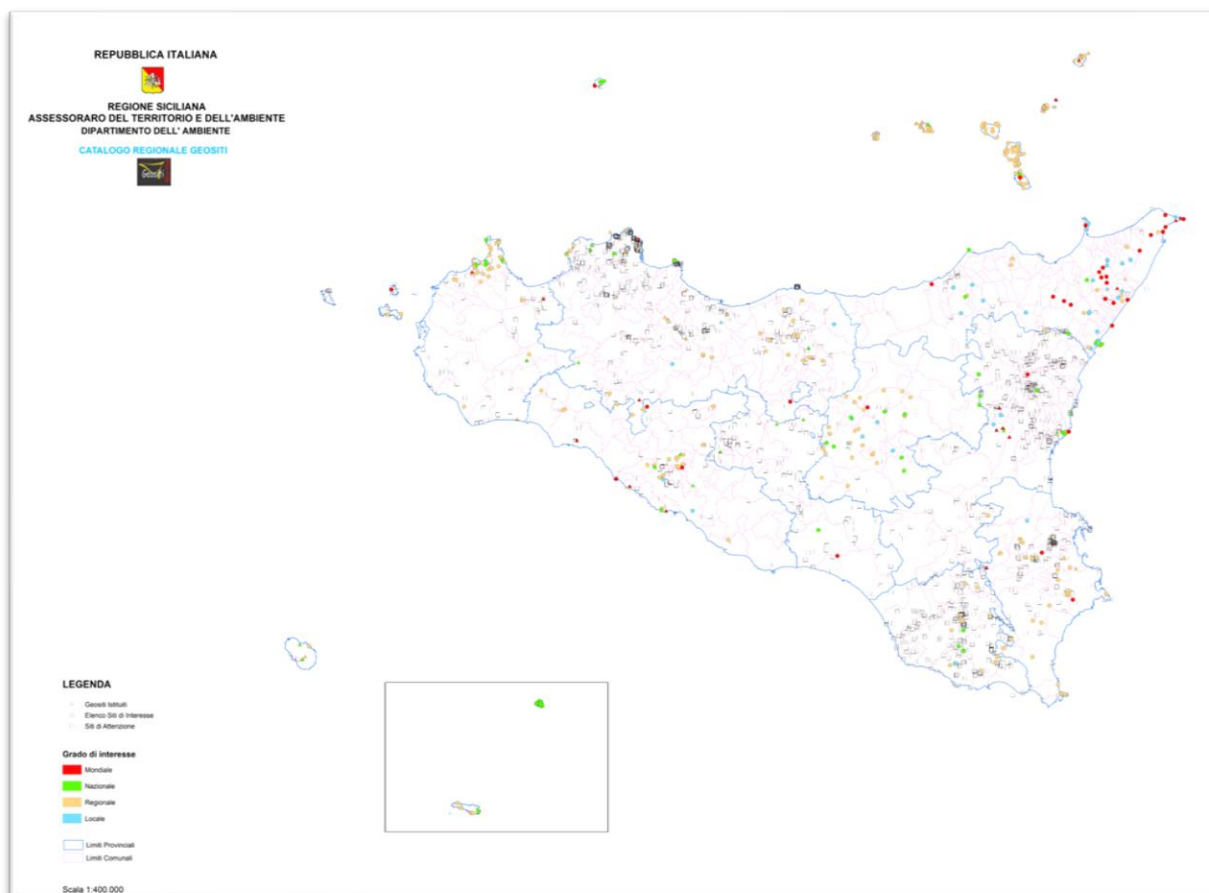 REPUBBLICA ITALIANA
REGIONE SICILIANA
ASSESSORARO DEL TERRITORIO E DELL'AMBIENTE
DIPARTIMENTO DELL' AMBIENTE
CATALOGO REGIONALE GEOSITI
LEGENDA
Geositi Istituiti
Elenco Siti di Interesse
Siti di Attenzione
Grado di interesse
Mondiale
Nazionale
Regionale
Locale
Limiti Provinciali
Limiti Comunali
Scala 1:400.000